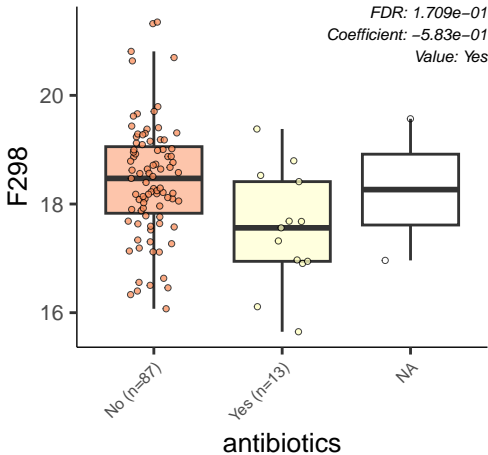 FDR: 1.709e−01
Coefficient: −5.83e−01
Value: Yes
F298
20
18
16
No (n=87)
Yes (n=13)
NA
antibiotics